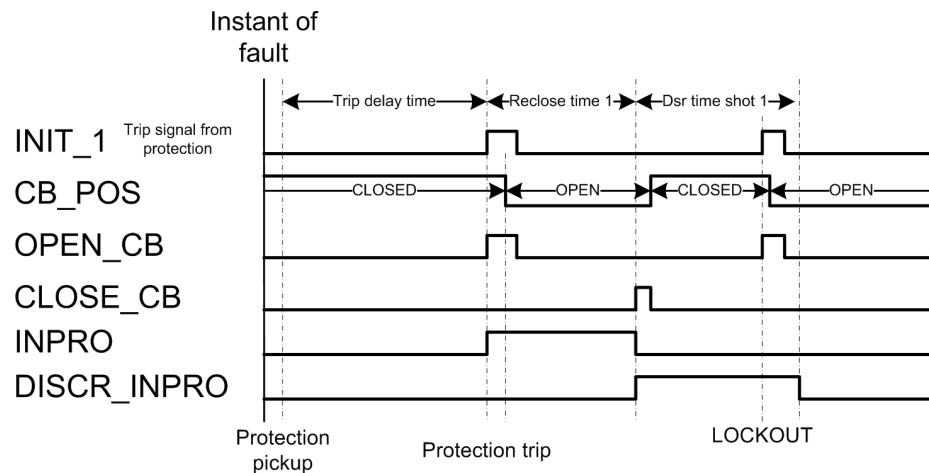 Instant of
fault
Trip delay time
Reclose time 1
Dsr time shot 1
INIT_1
Trip signal from
protection
CB_POS
CLOSED
OPEN
CLOSED
OPEN
OPEN_CB
CLOSE_CB
INPRO
DISCR_INPRO
Protection
pickup
Protection trip
LOCKOUT